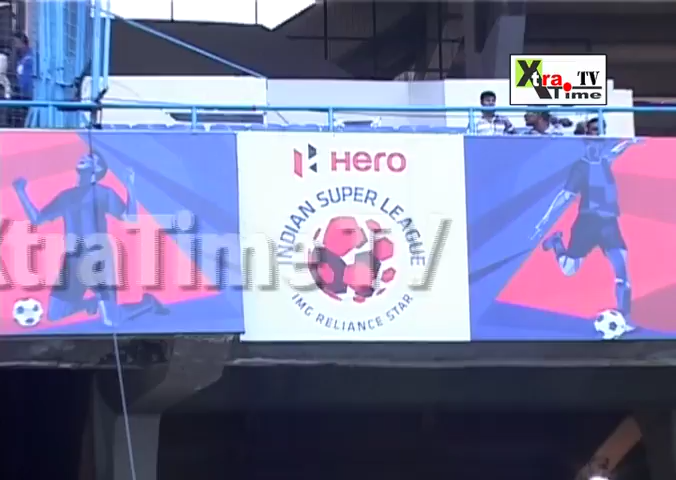 Xtra TV
Time
Hero
INDIAN SUPER LEAGUE
XtraTime TV
IMG RELIANCE STAR